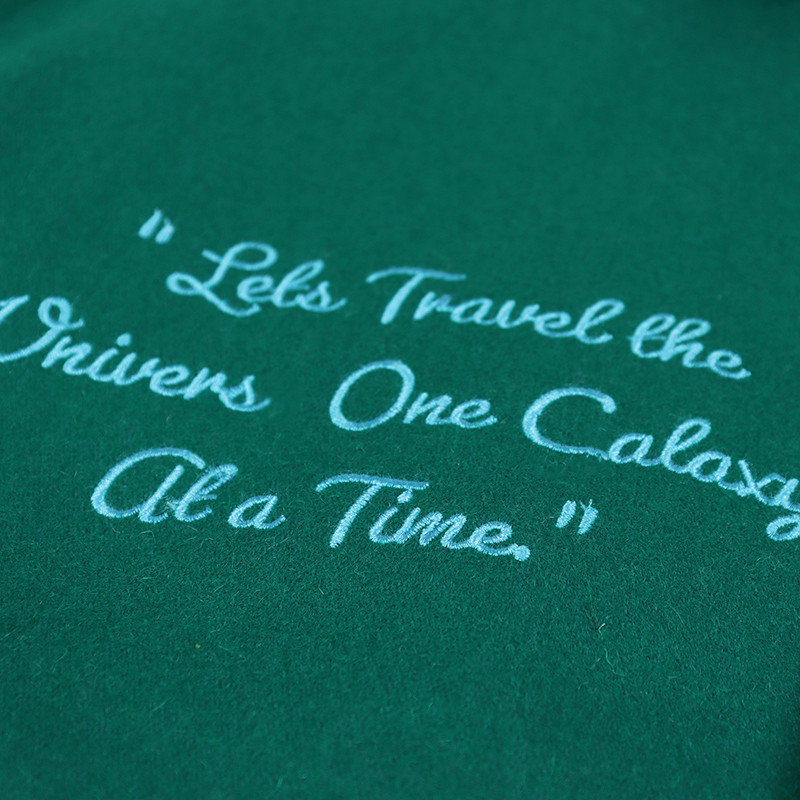 "Lets Travel the
Univers One Calaxy
At a Time."